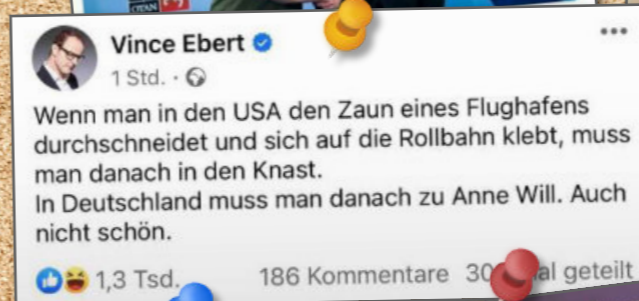 OTAN
Vince Ebert
1 Std.
Wenn man in den USA den Zaun eines Flughafens
durchschneidet und sich auf die Rollbahn klebt, muss
man danach in den Knast.
In Deutschland muss man danach zu Anne Will. Auch
nicht schön.
1,3 Tsd. 186 Kommentare geteilt